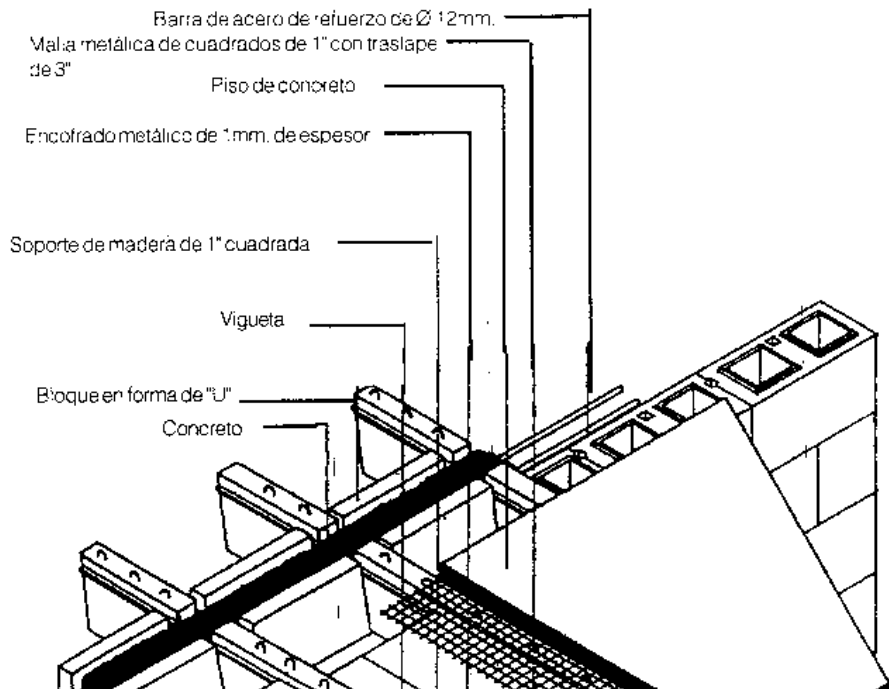 Barra de acero de refuerzo de Ø 12mm.
Malla metálica de cuadrados de 1" con traslape
de 3"
Piso de concreto
Encofrado metálico de 1mm. de espesor
Soporte de madera de 1" cuadrada
Vigueta
Bloque en forma de "U"
Concreto